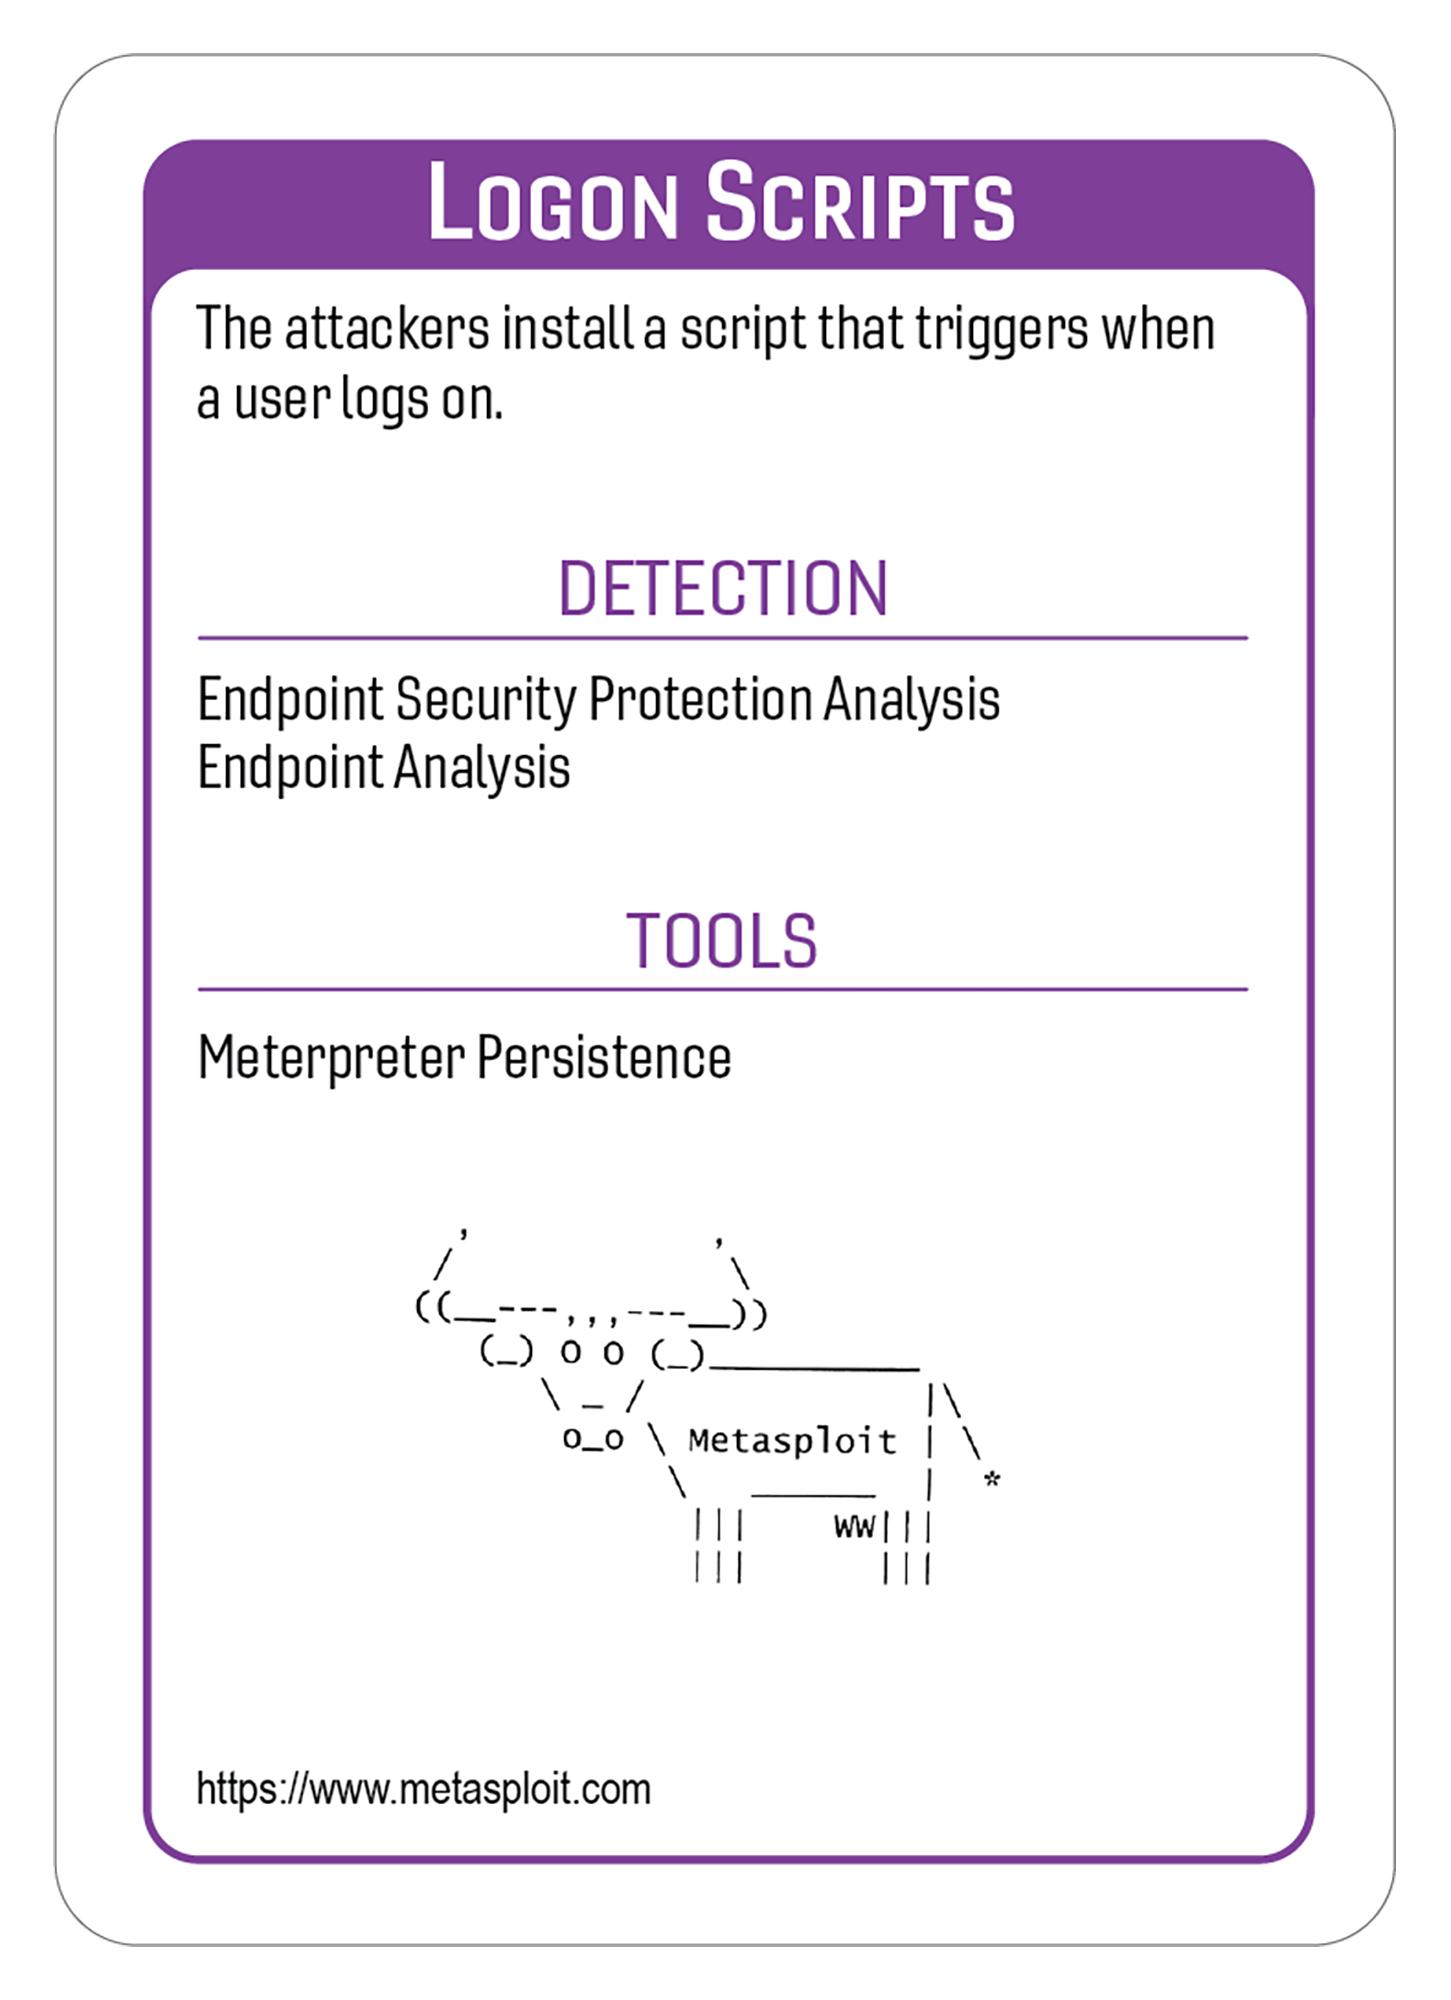 LOGON SCRIPTS
The attackers install a script that triggers when
a user logs on.
DETECTION
Endpoint Security Protection Analysis
Endpoint Analysis
TOOLS
Meterpreter Persistence
Metasploit
https://www.metasploit.com